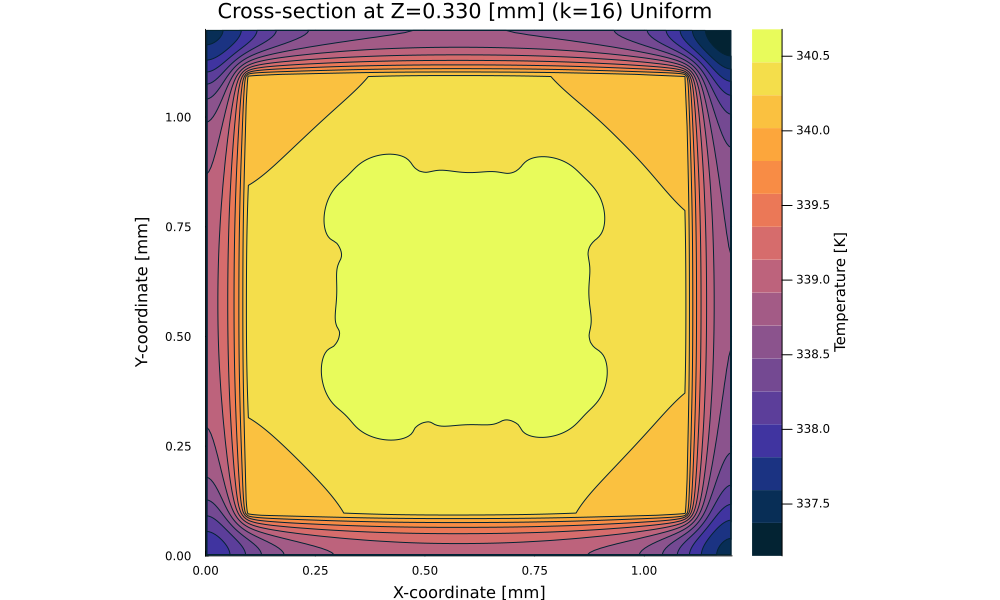 Cross-section at Z=0.330 [mm] (k=16) Uniform
1.00
0.75
0.50
0.25
0.00
Y-coordinate [mm]
0.00 0.25 0.50 0.75 1.00
X-coordinate [mm]
340.5
340.0
339.5
339.0
338.5
338.0
337.5
Temperature [K]